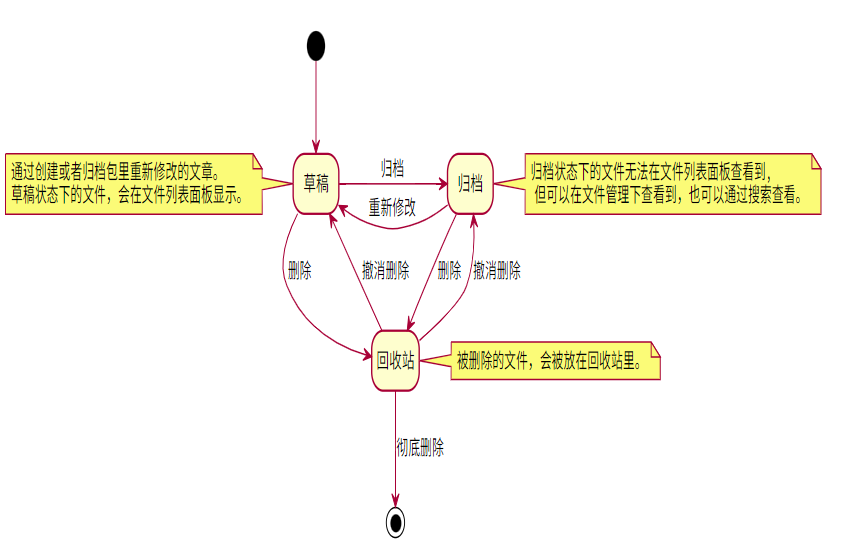 通过创建或者归档包里重新修改的文章。
草稿状态下的文件，会在文件列表面板显示。
草稿
归档
重新修改
归档
归档状态下的文件无法在文件列表面板查看到，
但可以在文件管理下查看到，也可以通过搜索查看。
删除
撤消删除
删除
撤消删除
回收站
被删除的文件，会被放在回收站里。
彻底删除